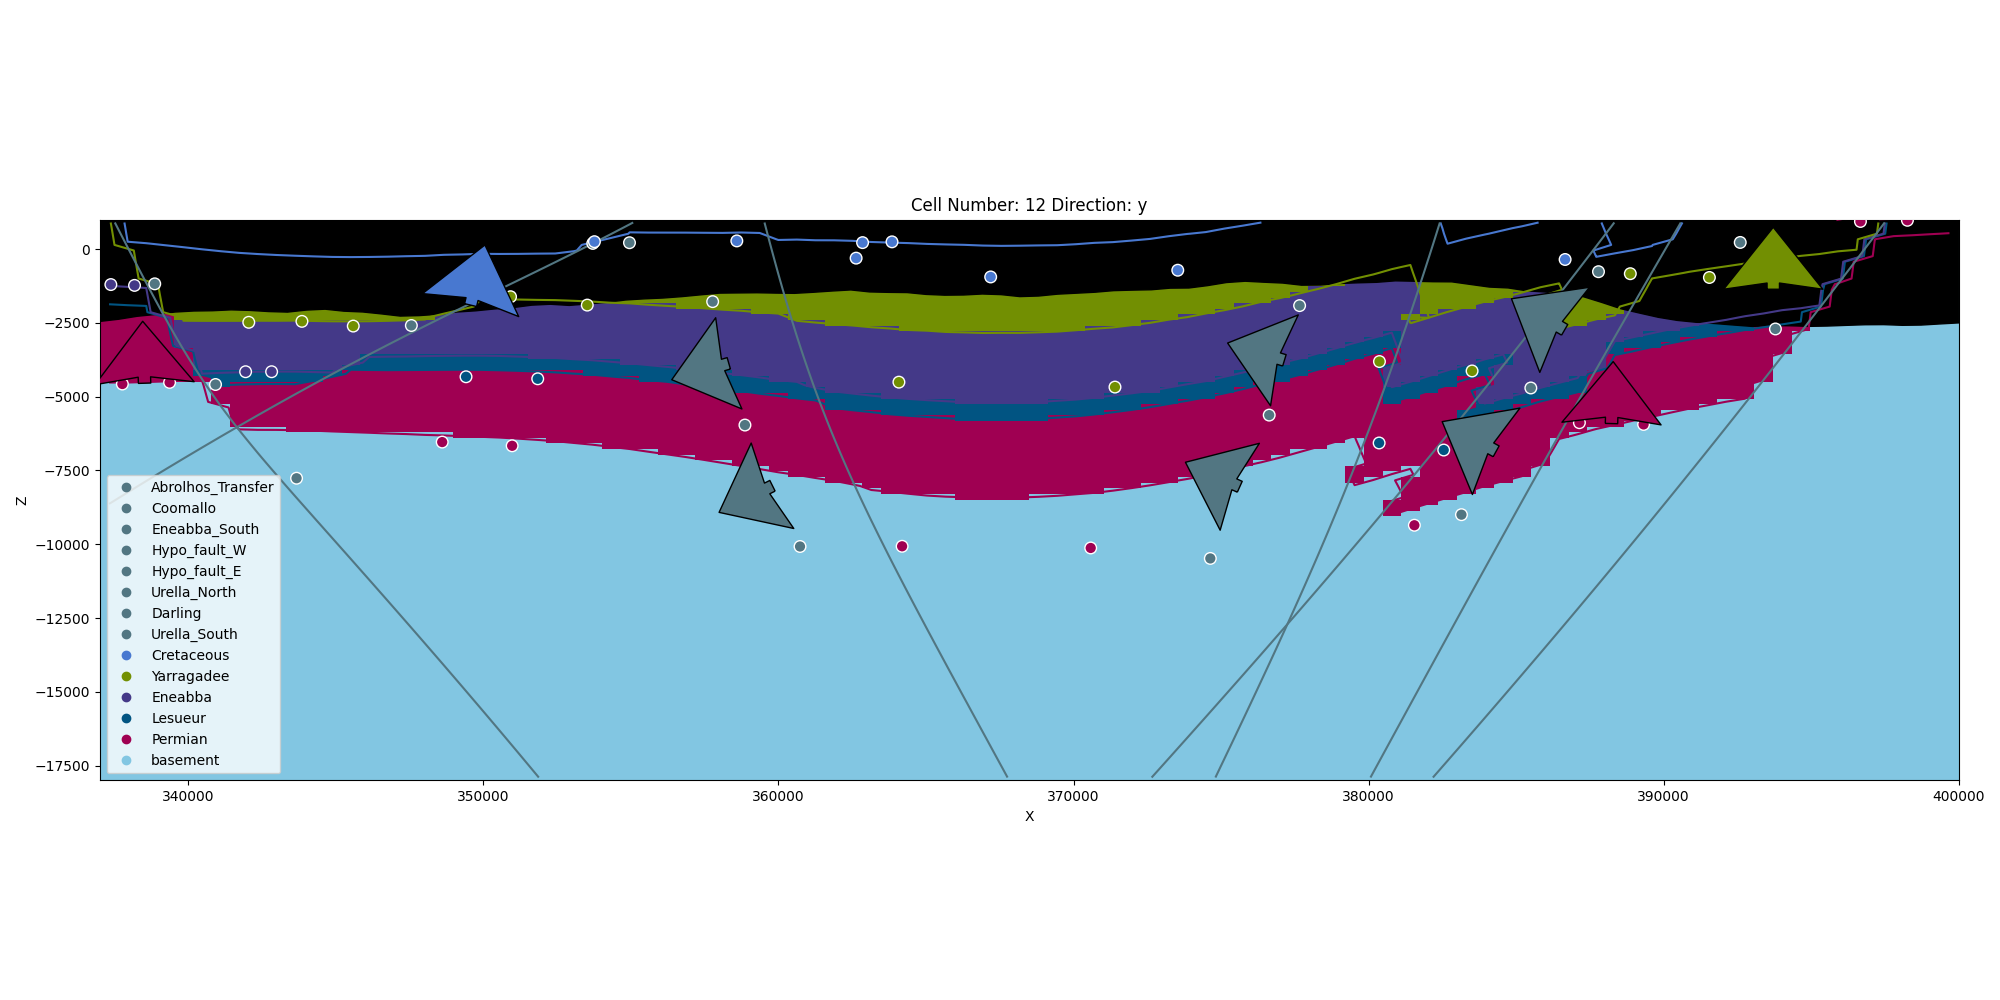 Cell Number: 12 Direction: y
Z
0
−2500
−5000
−7500
−10000
−12500
−15000
−17500
Abrolhos_Transfer
Coomallo
Eneabba_South
Hypo_fault_W
Hypo_fault_E
Urella_North
Darling
Urella_South
Cretaceous
Yarragadee
Eneabba
Lesueur
Permian
basement
340000
350000
360000
370000
380000
390000
400000
X